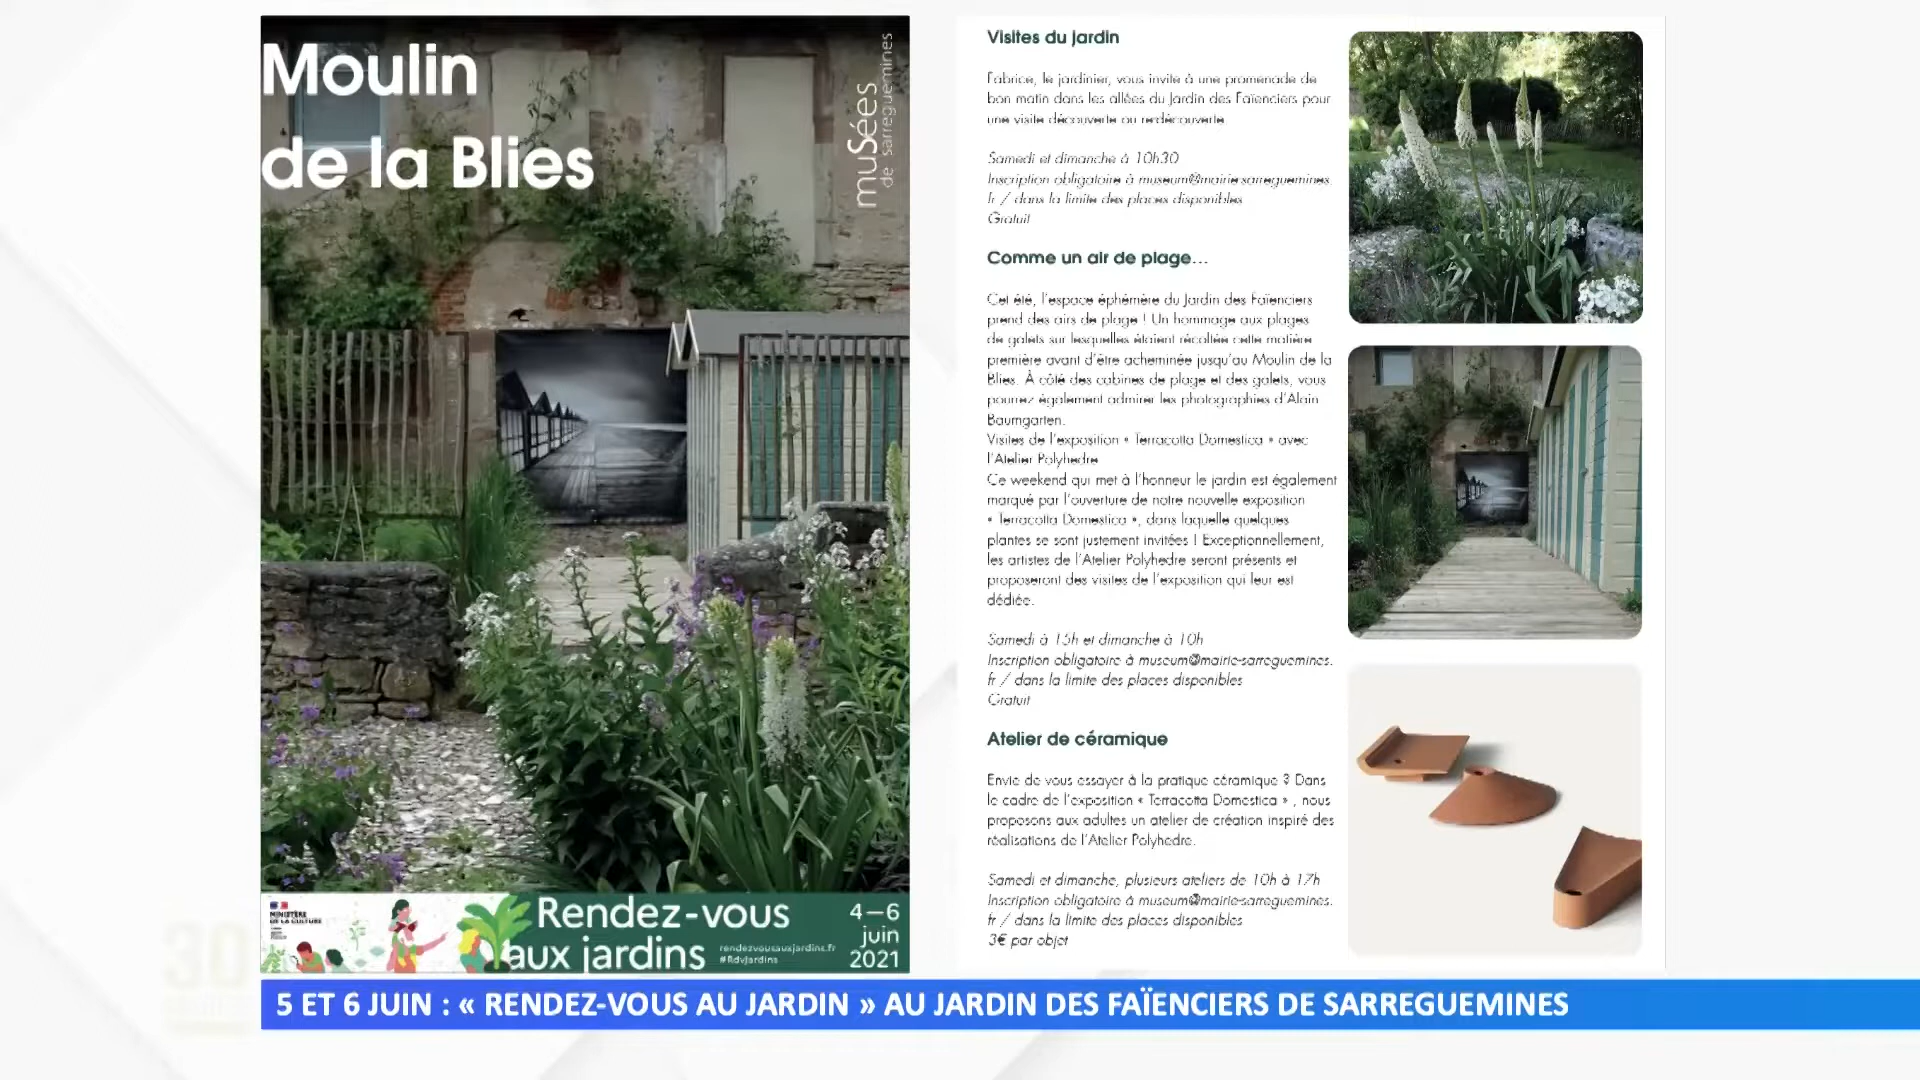 Moulin
de la Blies
muSées
de sarreguemines
MINISTÈRE
DE LA CULTURE
Rendez-vous
aux jardins
rendezvousauxjardins.fr
#RdvJardins
4—6
juin
2021
Visites du jardin
Fabrice, le jardinier, vous invite à une promenade de
bon matin dans les allées du Jardin des Faïenciers pour
une visite découverte ou redécouverte
Samedi et dimanche à 10h30
Inscription obligatoire à museum@mairie-sarreguemines.
fr / dans la limite des places disponibles
Gratuit
Comme un air de plage...
Cet été, l'espace éphémère du Jardin des Faïenciers
prend des airs de plage ! Un hommage aux plages
de galets sur lesquelles étaient récoltée cette matière
première avant d'être acheminée jusqu'au Moulin de la
Blies. À côté des cabines de plage et des galets, vous
pourrez également admirer les photographies d'Alain
Baumgarten.
Visites de l'exposition « Terracotta Domestica » avec
l'Atelier Polyhedre
Ce weekend qui met à l'honneur le jardin est également
marqué par l'ouverture de notre nouvelle exposition
« Terracotta Domestica », dans laquelle quelques
plantes se sont justement invitées ! Exceptionnellement,
les artistes de l'Atelier Polyhedre seront présents et
proposeront des visites de l'exposition qui leur est
dédiée.
Samedi à 15h et dimanche à 10h
Inscription obligatoire à museum@mairie-sarreguemines.
fr / dans la limite des places disponibles
Gratuit
Atelier de céramique
Envie de vous essayer à la pratique céramique ? Dans
le cadre de l'exposition « Terracotta Domestica » , nous
proposons aux adultes un atelier de création inspiré des
réalisations de l'Atelier Polyhedre.
Samedi et dimanche, plusieurs ateliers de 10h à 17h
Inscription obligatoire à museum@mairie-sarreguemines.
fr / dans la limite des places disponibles
3€ par objet
30
5 ET 6 JUIN : « RENDEZ-VOUS AU JARDIN » AU JARDIN DES FAÏENCIERS DE SARREGUEMINES